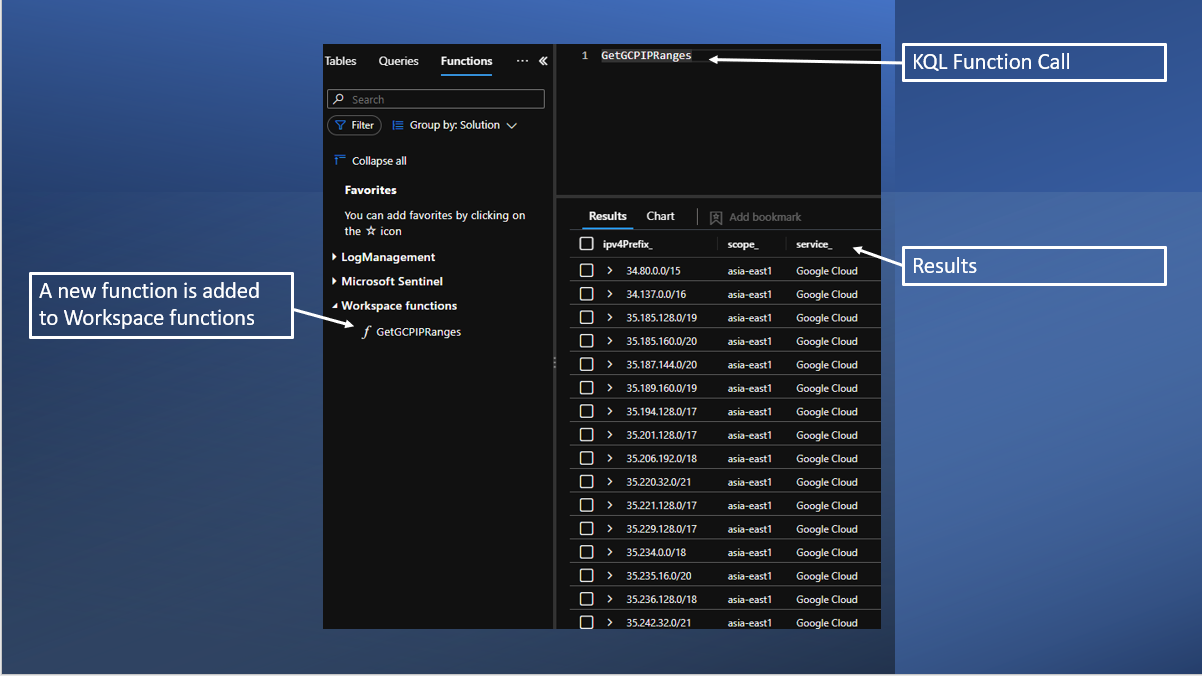 Tables Queries Functions ··· «
Search
Filter Group by: Solution
Collapse all
Favorites
You can add favorites by clicking on
the ☆ icon
LogManagement
Microsoft Sentinel
Workspace functions
f GetGCPIPRanges
A new function is added
to Workspace functions
1 GetGCPIPRanges
KQL Function Call
Results Chart Add bookmark
ipv4Prefix_ scope_ service_
Results
34.80.0.0/15 asia-east1 Google Cloud
34.137.0.0/16 asia-east1 Google Cloud
35.185.128.0/19 asia-east1 Google Cloud
35.185.160.0/20 asia-east1 Google Cloud
35.187.144.0/20 asia-east1 Google Cloud
35.189.160.0/19 asia-east1 Google Cloud
35.194.128.0/17 asia-east1 Google Cloud
35.201.128.0/17 asia-east1 Google Cloud
35.206.192.0/18 asia-east1 Google Cloud
35.220.32.0/21 asia-east1 Google Cloud
35.221.128.0/17 asia-east1 Google Cloud
35.229.128.0/17 asia-east1 Google Cloud
35.234.0.0/18 asia-east1 Google Cloud
35.235.16.0/20 asia-east1 Google Cloud
35.236.128.0/18 asia-east1 Google Cloud
35.242.32.0/21 asia-east1 Google Cloud